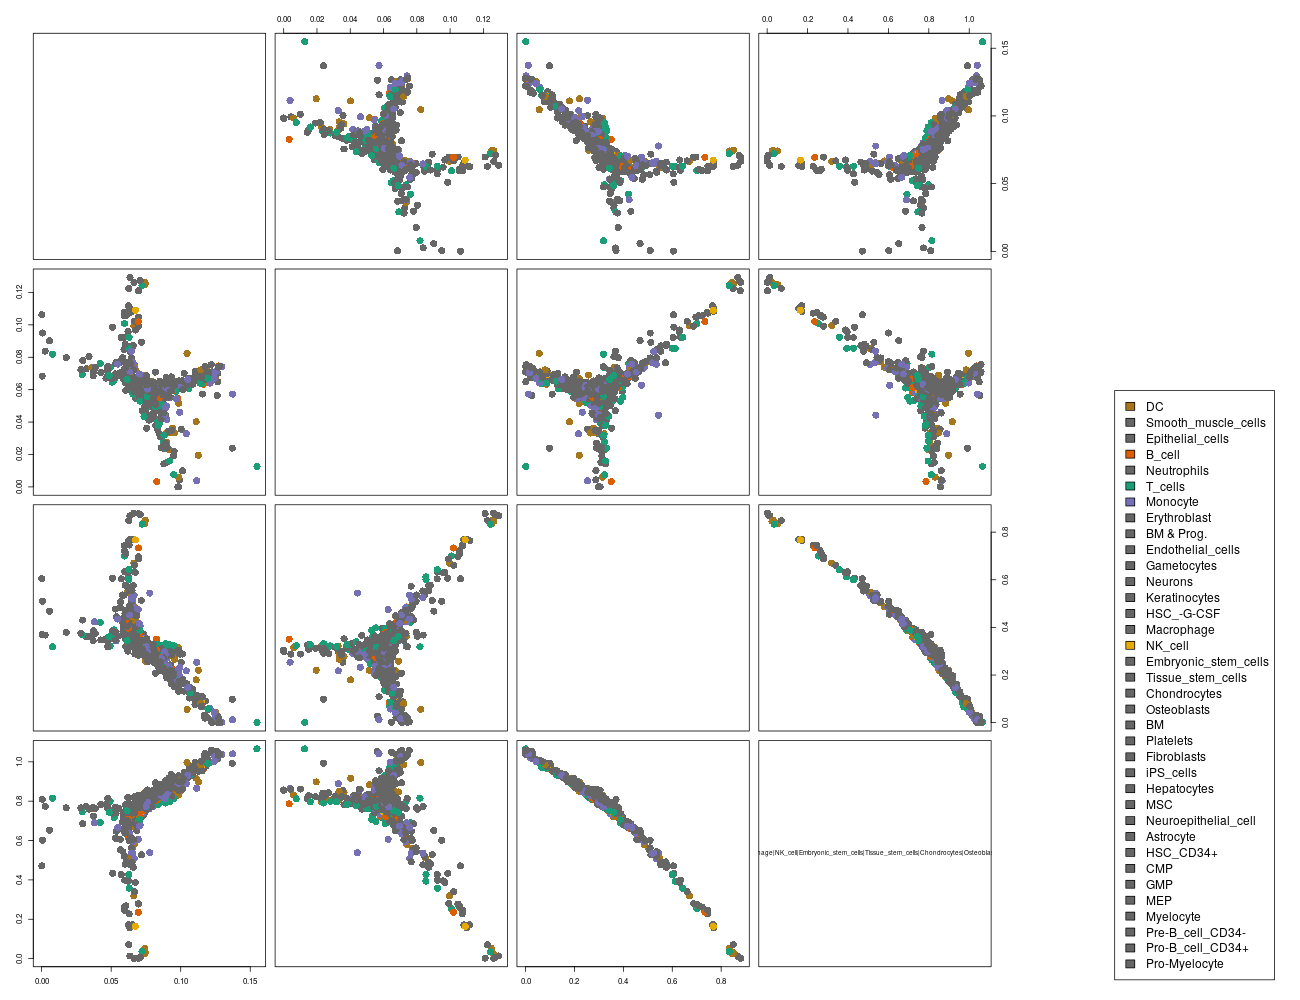 0.00 0.02 0.04 0.06 0.08 0.10 0.12
0.0 0.2 0.4 0.6 0.8 1.0
0.15
0.10
0.05
0.00
0.12
0.10
0.08
0.06
0.04
0.02
0.00
0.8
0.6
0.4
0.2
0.0
1.0
0.8
0.6
0.4
0.2
0.0
|NK_cell|Embryonic_stem_cells|Tissue_stem_cells|Chondrocytes|
0.00 0.05 0.10 0.15
0.0 0.2 0.4 0.6 0.8
DC
Smooth_muscle_cells
Epithelial_cells
B_cell
Neutrophils
T_cells
Monocyte
Erythroblast
BM & Prog.
Endothelial_cells
Gametocytes
Neurons
Keratinocytes
HSC_-G-CSF
Macrophage
NK_cell
Embryonic_stem_cells
Tissue_stem_cells
Chondrocytes
Osteoblasts
BM
Platelets
Fibroblasts
iPS_cells
Hepatocytes
MSC
Neuroepithelial_cell
Astrocyte
HSC_CD34+
CMP
GMP
MEP
Myelocyte
Pre-B_cell_CD34-
Pro-B_cell_CD34+
Pro-Myelocyte